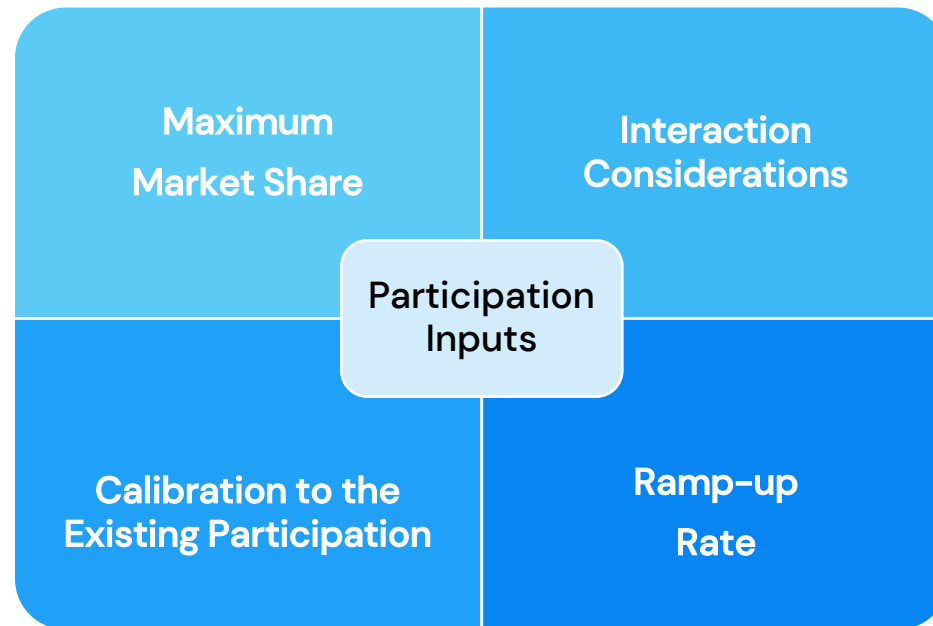 Maximum
Market Share
Interaction
Considerations
Participation
Inputs
Calibration to the
Existing Participation
Ramp-up
Rate